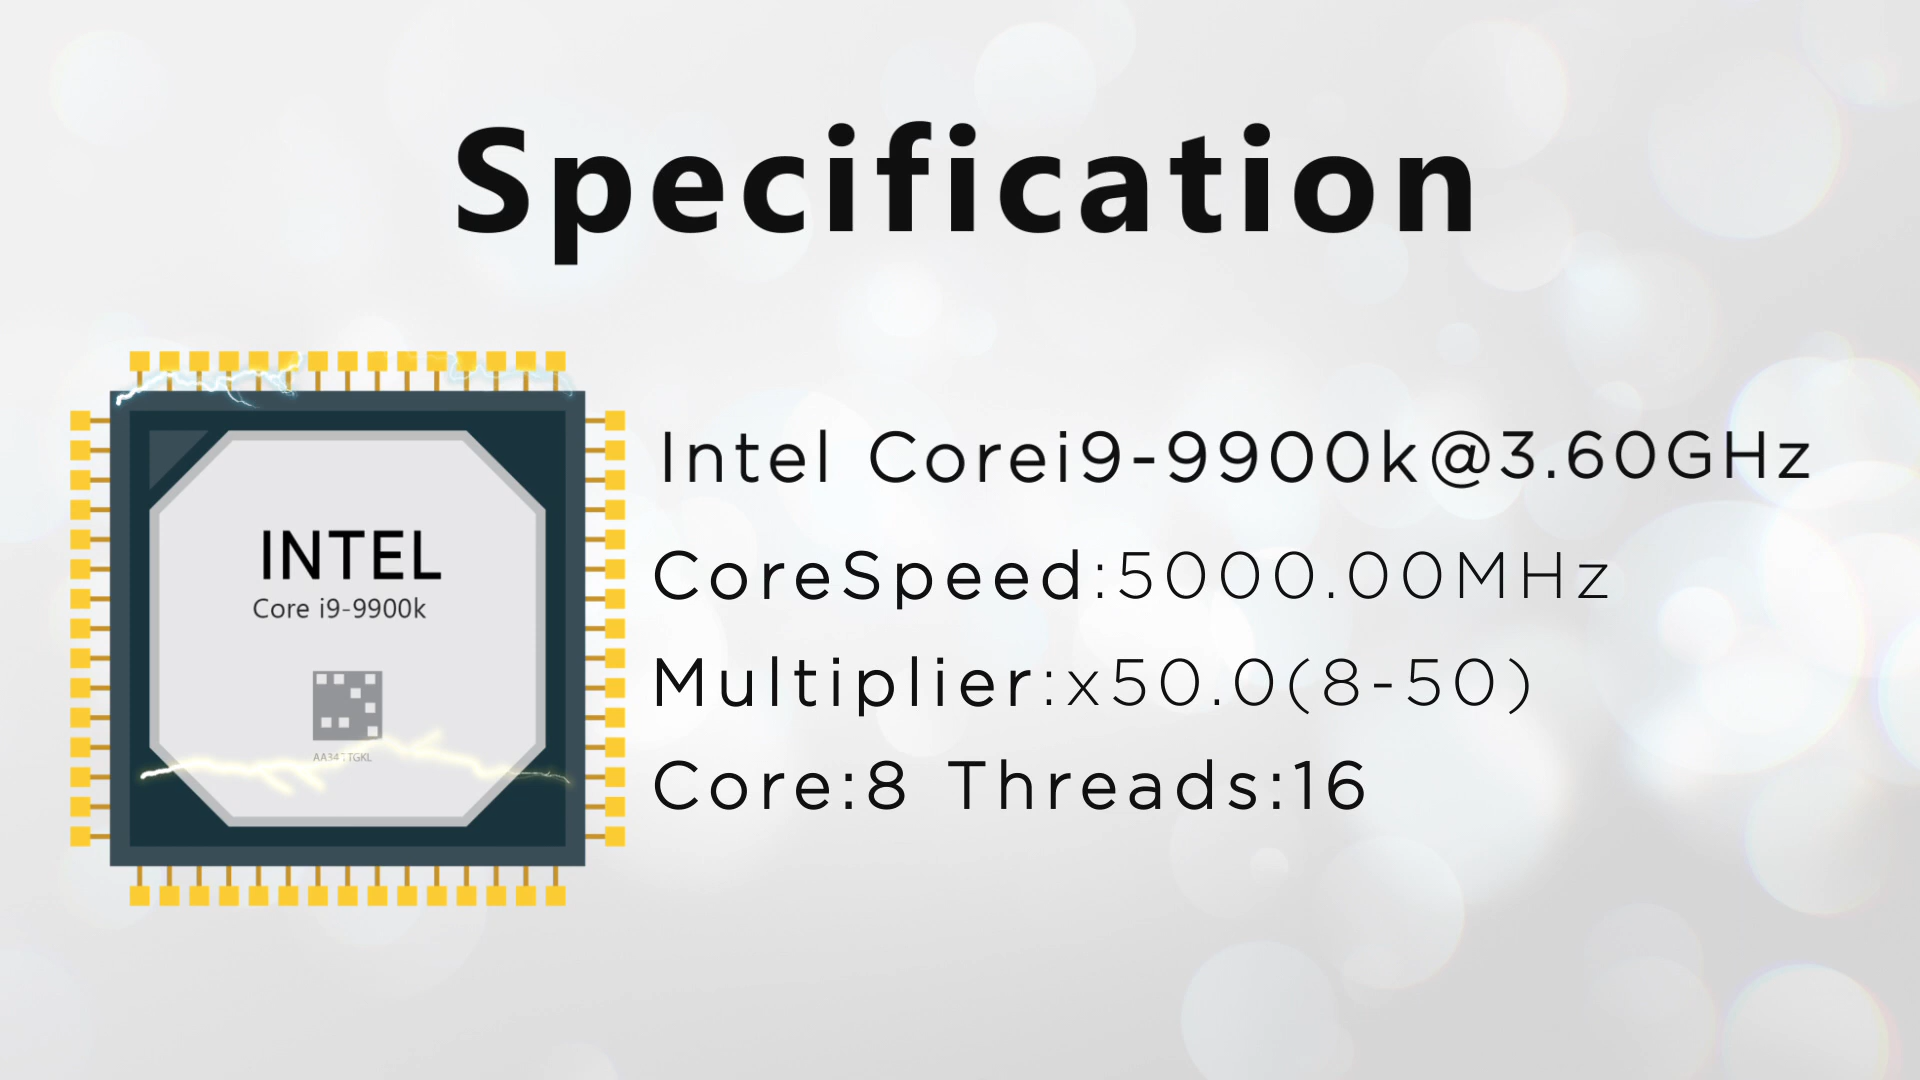 Specification
INTEL
Core i9-9900k
Intel Corei9-9900k@3.60GHz
CoreSpeed:5000.00MHz
Multiplier:x50.0(8-50)
Core:8 Threads:16